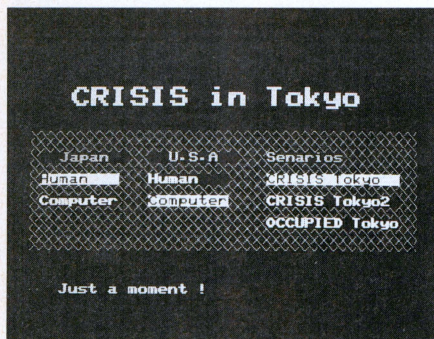 CRISIS in Tokyo
Japan U.S.A Senarios
Human Human CRISIS Tokyo
Computer Computer CRISIS Tokyo2
OCCUPIED Tokyo
Just a moment !